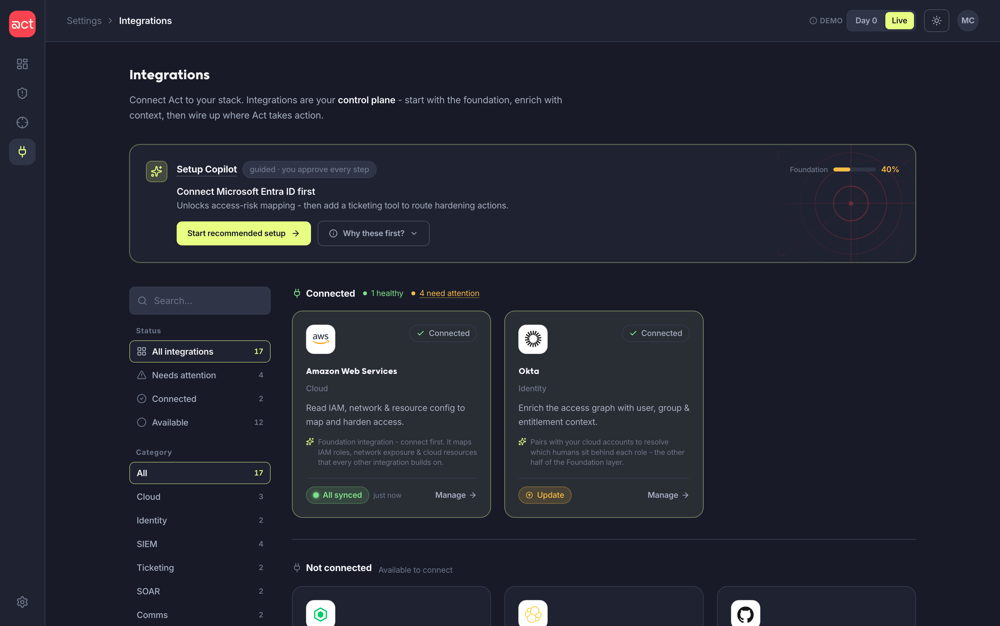 act
Settings > Integrations
DEMO
Day 0
Live
MC
Integrations
Connect Act to your stack. Integrations are your control plane - start with the foundation, enrich with
context, then wire up where Act takes action.
Setup Copilot
guided · you approve every step
Foundation
40%
Connect Microsoft Entra ID first
Unlocks access-risk mapping - then add a ticketing tool to route hardening actions.
Start recommended setup →
Why these first?
Search...
Status
All integrations 17
Needs attention 4
Connected 2
Available 12
Category
All 17
Cloud 3
Identity 2
SIEM 4
Ticketing 2
SOAR 2
Comms 2
Connected
1 healthy
4 need attention
aws
Connected
Amazon Web Services
Cloud
Read IAM, network & resource config to
map and harden access.
Foundation integration - connect first. It maps
IAM roles, network exposure & cloud resources
that every other integration builds on.
All synced
just now
Manage →
Connected
Okta
Identity
Enrich the access graph with user, group &
entitlement context.
Pairs with your cloud accounts to resolve
which humans sit behind each role - the other
half of the Foundation layer.
Update
Manage →
Not connected
Available to connect